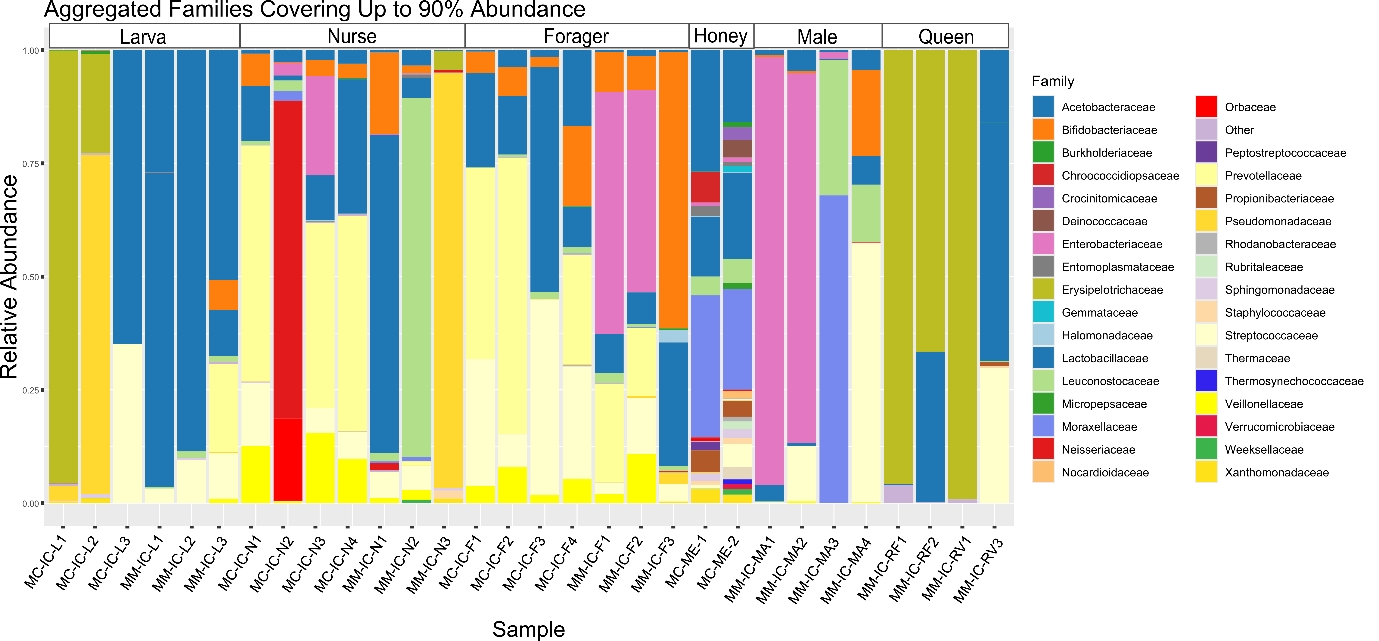 Aggregated Families Covering Up to 90% Abundance
Larva Nurse Forager Honey Male Queen
Relative Abundance
1.00
0.75
0.50
0.25
0.00
MC-IC-L1
MC-IC-L2
MC-IC-L3
MM-IC-L1
MM-IC-L2
MM-IC-L3
MC-IC-N1
MC-IC-N2
MC-IC-N3
MC-IC-N4
MM-IC-N1
MM-IC-N2
MM-IC-N3
MC-IC-F1
MC-IC-F2
MC-IC-F3
MC-IC-F4
MM-IC-F1
MM-IC-F2
MM-IC-F3
MC-ME-1
MC-ME-2
MM-IC-MA1
MM-IC-MA2
MM-IC-MA3
MM-IC-MA4
MM-IC-RF1
MM-IC-RF2
MM-IC-RV1
MM-IC-RV3
Sample
Family
Acetobacteraceae
Bifidobacteriaceae
Burkholderiaceae
Chroococcidiopsaceae
Crocinitomicaceae
Deinococcaceae
Enterobacteriaceae
Entomoplasmataceae
Erysipelotrichaceae
Gemmataceae
Halomonadaceae
Lactobacillaceae
Leuconostocaceae
Micropepsaceae
Moraxellaceae
Neisseriaceae
Nocardioidaceae
Orbaceae
Other
Peptostreptococcaceae
Prevotellaceae
Propionibacteriaceae
Pseudomonadaceae
Rhodanobacteraceae
Rubritaleaceae
Sphingomonadaceae
Staphylococcaceae
Streptococcaceae
Thermaceae
Thermosynechococcaceae
Veillonellaceae
Verrucomicrobiaceae
Weeksellaceae
Xanthomonadaceae